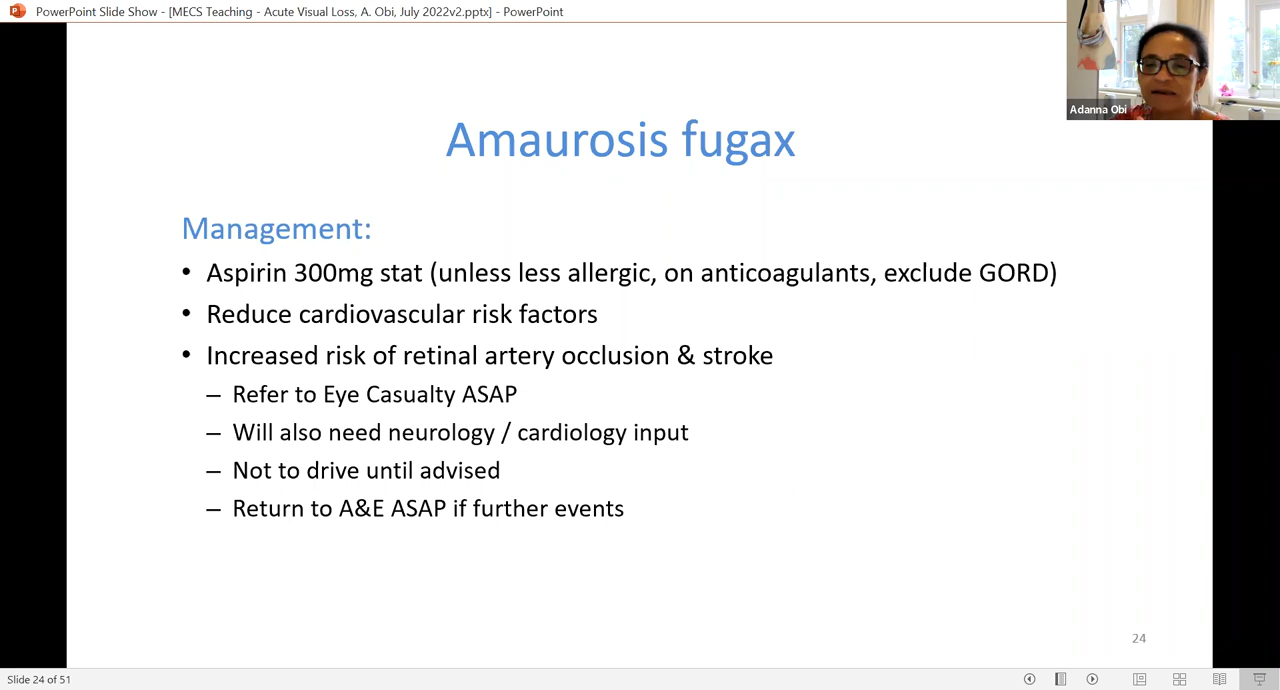 PowerPoint Slide Show - [MECS Teaching - Acute Visual Loss, A. Obi, July 2022v2.pptx] - PowerPoint
Adanna Obi
Amaurosis fugax
Management:
• Aspirin 300mg stat (unless less allergic, on anticoagulants, exclude GORD)
• Reduce cardiovascular risk factors
• Increased risk of retinal artery occlusion & stroke
– Refer to Eye Casualty ASAP
– Will also need neurology / cardiology input
– Not to drive until advised
– Return to A&E ASAP if further events
24
Slide 24 of 51